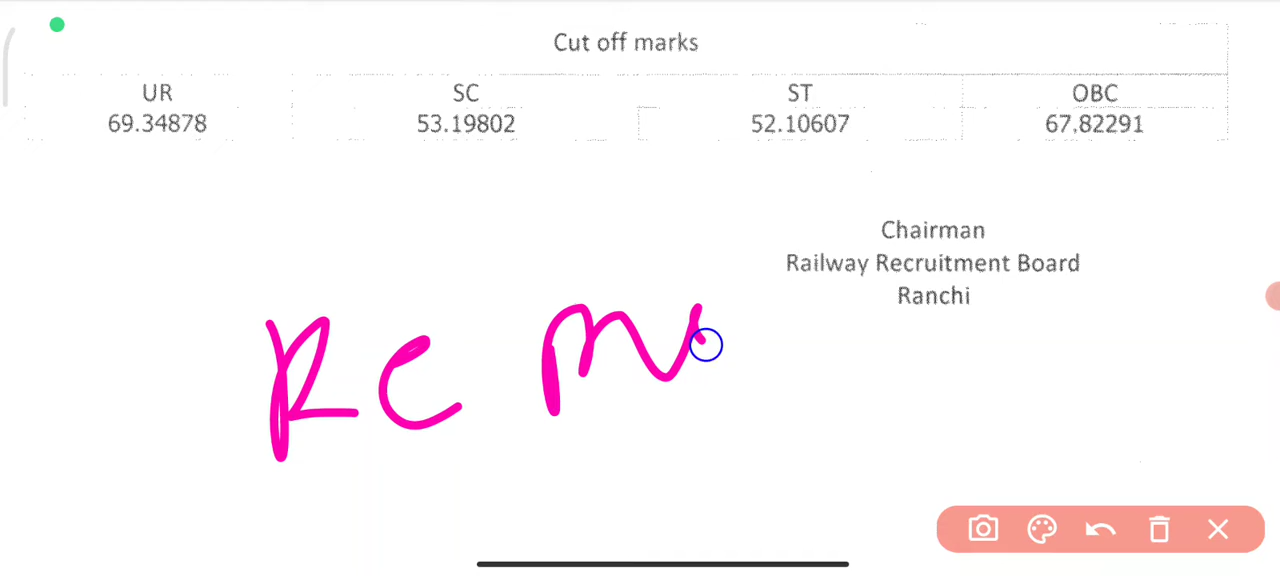 Cut off marks
UR SC ST OBC
69.34878 53.19802 52.10607 67.82291
Chairman
Railway Recruitment Board
Ranchi
Re